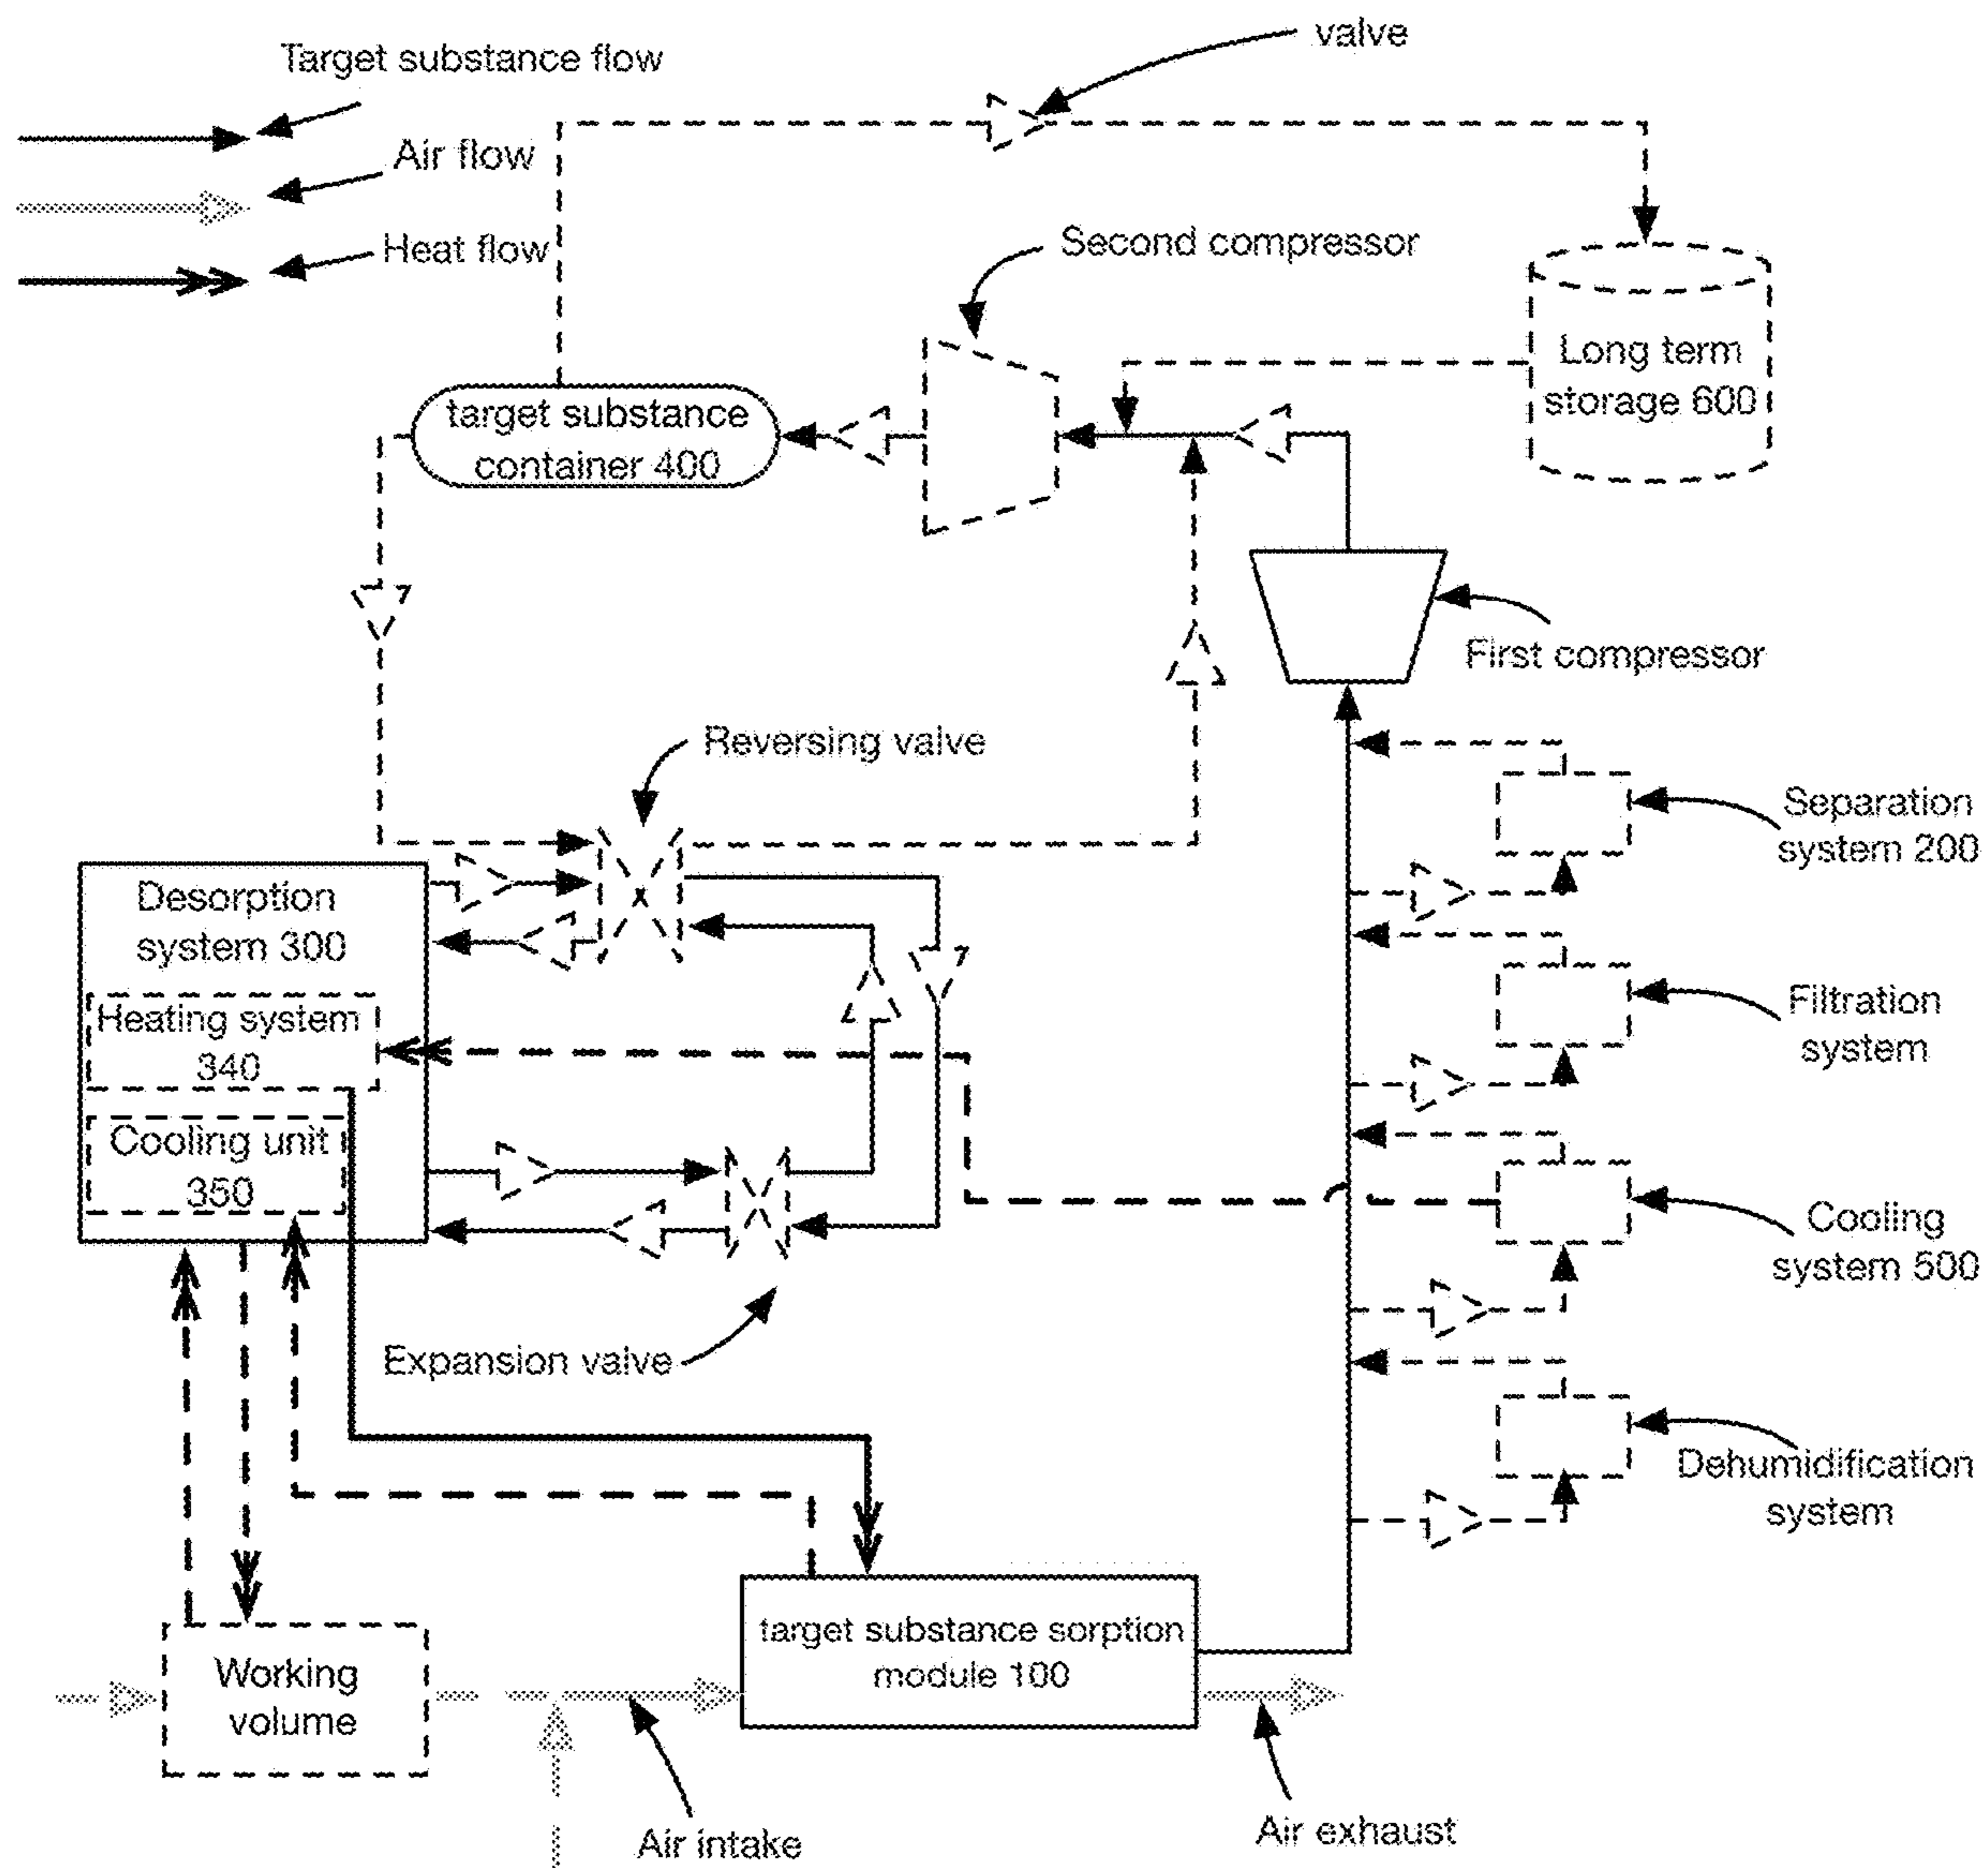 Target substance flow
valve
Air flow
Heat flow
Second compressor
Long term
storage 600
target substance
container 400
First compressor
Reversing valve
Separation
system 200
Desorption
system 300
Filtration
system
Heating system
340
Cooling unit
350
Cooling
system 500
Expansion valve
Dehumidification
system
target substance sorption
module 100
Working
volume
Air intake
Air exhaust